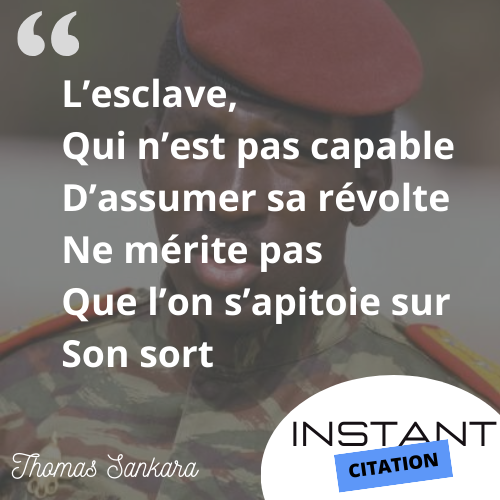 “
L’esclave,
Qui n’est pas capable
D’assumer sa révolte
Ne mérite pas
Que l’on s’apitoie sur
Son sort
Thomas Sankara
INSTANT
CITATION